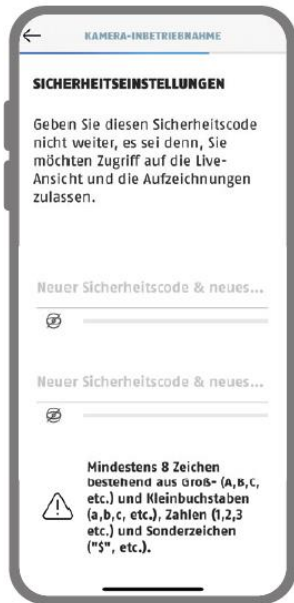 KAMERA-INBETRIEBNAHME
SICHERHEITSEINSTELLUNGEN
Geben Sie diesen Sicherheitscode
nicht weiter, es sei denn, Sie
möchten Zugriff auf die Live-
Ansicht und die Aufzeichnungen
zulassen.
Neuer Sicherheitscode & neues...
Neuer Sicherheitscode & neues...
Mindestens 8 Zeichen
bestehend aus Groß- (A,B,C,
etc.) und Kleinbuchstaben
(a,b,c, etc.), Zahlen (1,2,3
etc.) und Sonderzeichen
("$", etc.).